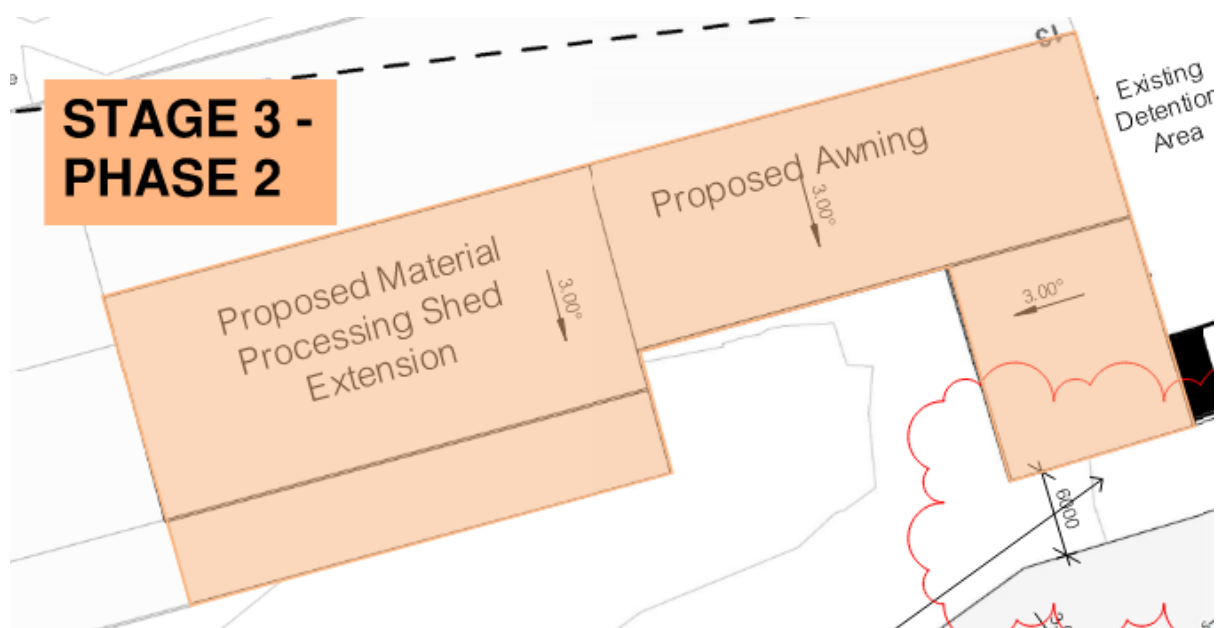 STAGE 3 -
PHASE 2
Existing
Detention
Area
Proposed Awning
3.00°
Proposed Material
Processing Shed
Extension
3.00°
3.00°
6000